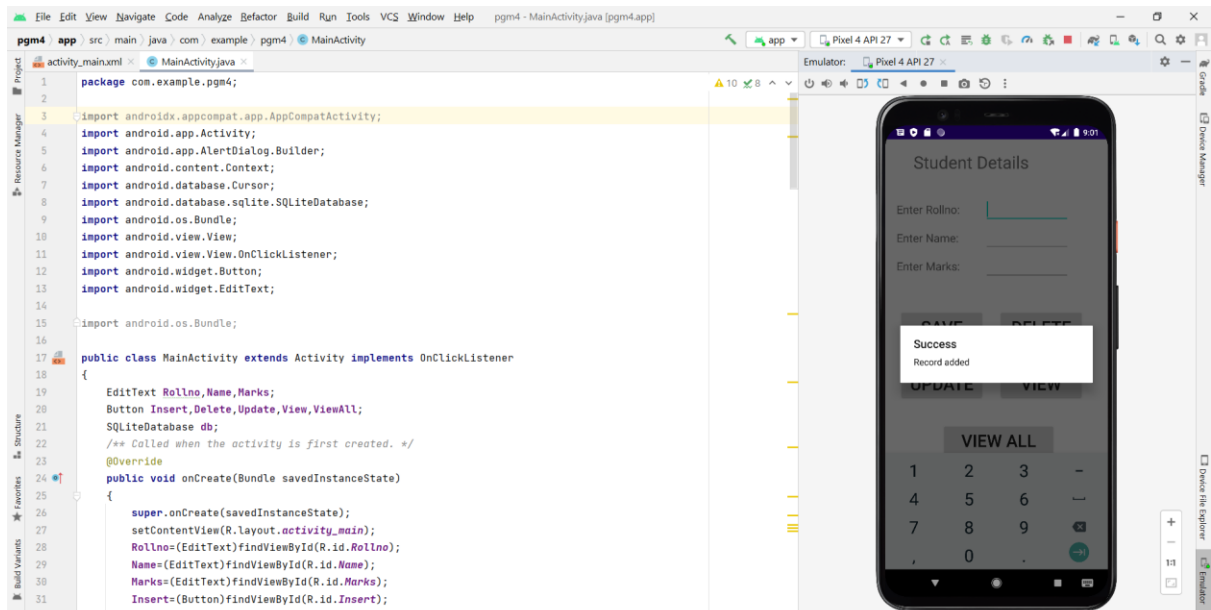 File Edit View Navigate Code Analyze Refactor Build Run Tools VCS Window Help pgm4 - MainActivity.java [pgm4.app]
pgm4 app src main java com example pgm4 MainActivity
app Pixel 4 API 27
activity_main.xml MainActivity.java
Emulator: Pixel 4 API 27
10 8
Project
Resource Manager
Structure
Favorites
Build Variants
1 package com.example.pgm4;
2
3 import androidx.appcompat.app.AppCompatActivity;
4 import android.app.Activity;
5 import android.app.AlertDialog.Builder;
6 import android.content.Context;
7 import android.database.Cursor;
8 import android.database.sqlite.SQLiteDatabase;
9 import android.os.Bundle;
10 import android.view.View;
11 import android.view.View.OnClickListener;
12 import android.widget.Button;
13 import android.widget.EditText;
14
15 import android.os.Bundle;
16
17 public class MainActivity extends Activity implements OnClickListener
18 {
19 EditText Rollno,Name,Marks;
20 Button Insert,Delete,Update,View,ViewAll;
21 SQLiteDatabase db;
22 /** Called when the activity is first created. */
23 @Override
24 public void onCreate(Bundle savedInstanceState)
25 {
26 super.onCreate(savedInstanceState);
27 setContentView(R.layout.activity_main);
28 Rollno=(EditText)findViewById(R.id.Rollno);
29 Name=(EditText)findViewById(R.id.Name);
30 Marks=(EditText)findViewById(R.id.Marks);
31 Insert=(Button)findViewById(R.id.Insert);
9:01
Student Details
Enter Rollno:
Enter Name:
Enter Marks:
SAVE DELETE
Success
Record added
UPDATE VIEW
VIEW ALL
1 2 3 -
4 5 6
7 8 9
, 0 .
+
-
1:1
Gradle
Device Manager
Device File Explorer
Emulator